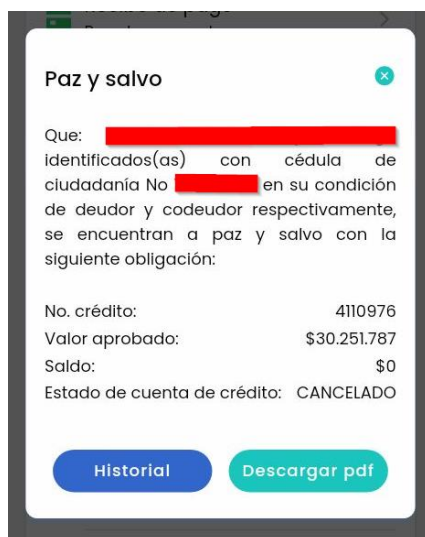 Paz y salvo
Que:
identificados(as) con cédula de
ciudadanía No en su condición
de deudor y codeudor respectivamente,
se encuentran a paz y salvo con la
siguiente obligación:
No. crédito: 4110976
Valor aprobado: $30.251.787
Saldo: $0
Estado de cuenta de crédito: CANCELADO
Historial Descargar pdf